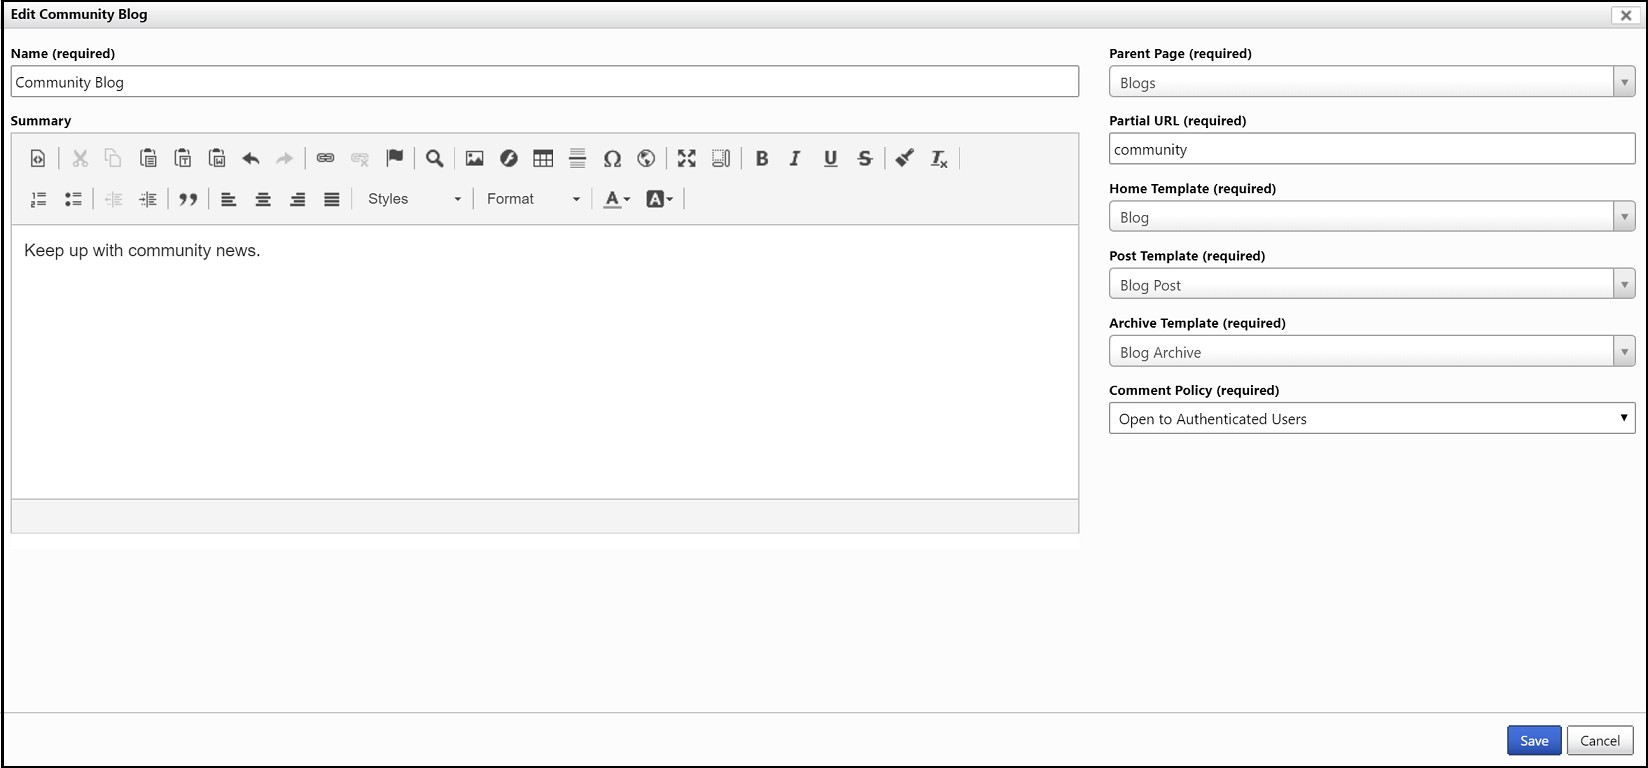 Edit Community Blog
Name (required)
Community Blog
Summary
Styles
Format
Keep up with community news.
Parent Page (required)
Blogs
Partial URL (required)
community
Home Template (required)
Blog
Post Template (required)
Blog Post
Archive Template (required)
Blog Archive
Comment Policy (required)
Open to Authenticated Users
Save
Cancel